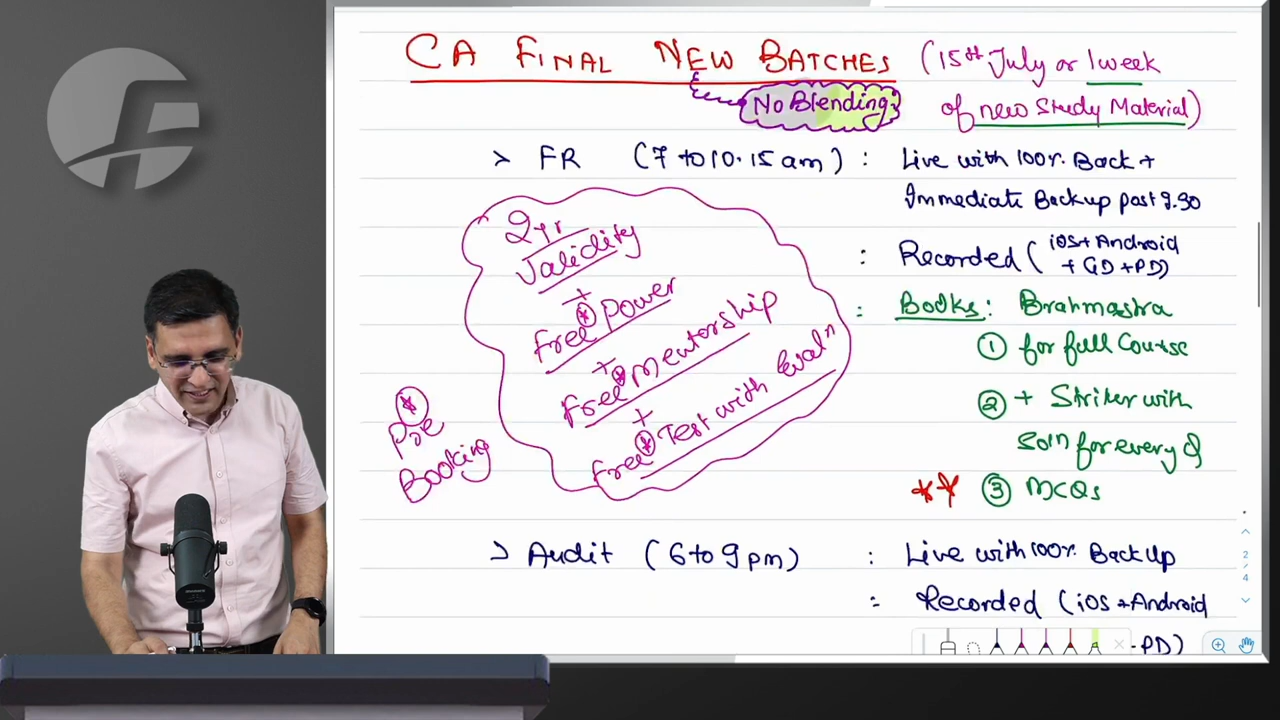 CA FINAL NEW BATCHES (15th July or 1 week
No Blending of new Study Material)
> FR (7 to 10.15 am) : Live with 100% Back +
Immediate Backup past 9.30
: Recorded (iOS + Android
+ GD + PD)
: Books: Brahmastra
① for full Course
② + Striker with
soln for every Q
** ③ MCQs
2 yr
Validity
+
Free* Power
+
Free* Mentorship
+
Free* Test with Evaln
*
Pre
Booking
> Audit (6 to 9 pm) : Live with 100% Back Up
: Recorded (iOS + Android
PD)
2
4